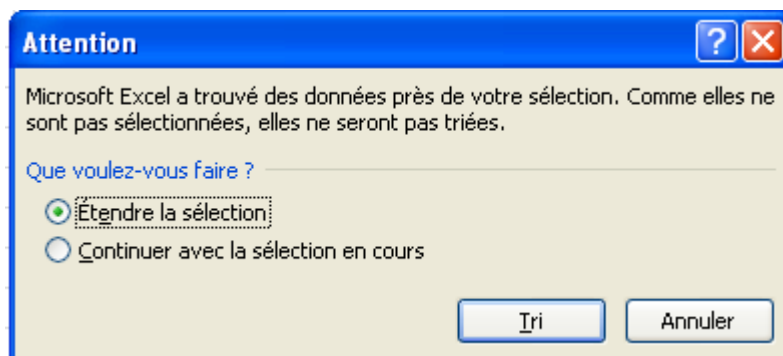 Attention
Microsoft Excel a trouvé des données près de votre sélection. Comme elles ne
sont pas sélectionnées, elles ne seront pas triées.
Que voulez-vous faire ?
Étendre la sélection
Continuer avec la sélection en cours
Tri
Annuler